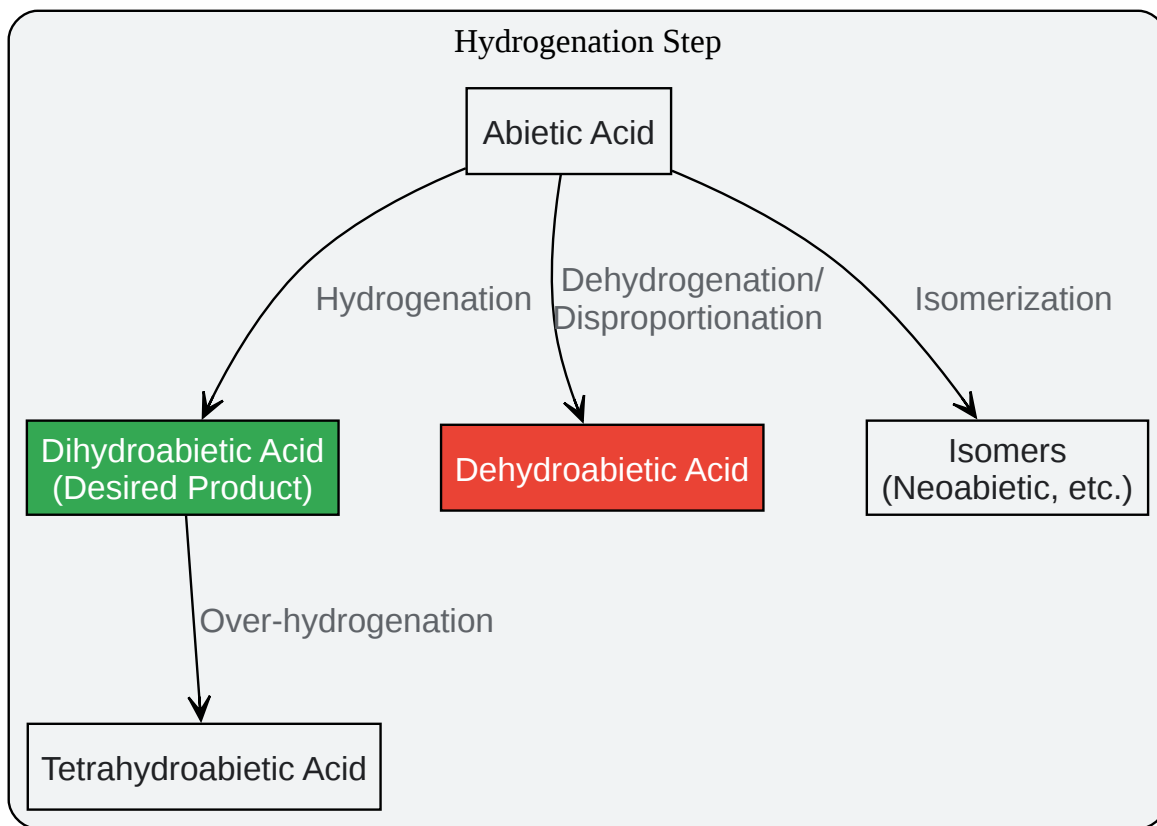 Hydrogenation Step
Abietic Acid
Hydrogenation
Dehydrogenation/
Disproportionation
Isomerization
Dihydroabietic Acid
(Desired Product)
Dehydroabietic Acid
Isomers
(Neoabietic, etc.)
Over-hydrogenation
Tetrahydroabietic Acid